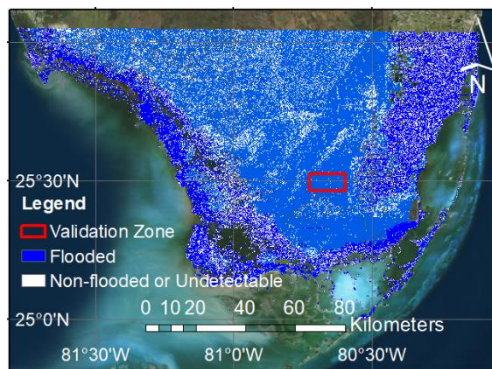 N
25°30'N
Legend
Validation Zone
Flooded
Non-flooded or Undetectable
0 10 20 40 60 80
Kilometers
25°0'N
81°30'W 81°0'W 80°30'W